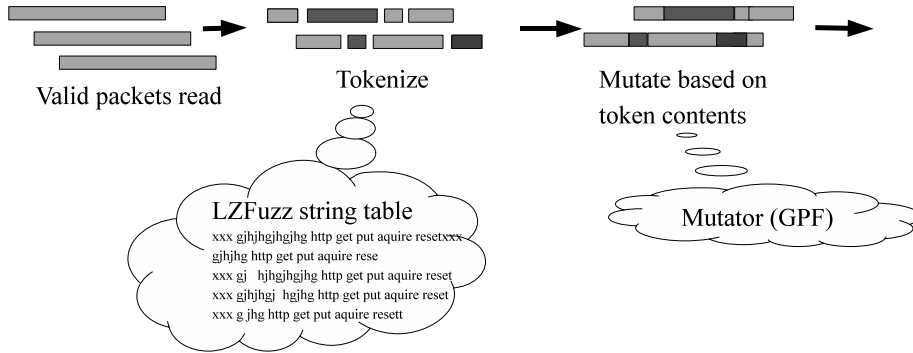 Valid packets read
Tokenize
Mutate based on
token contents
LZFuzz string table
xxx gjhjhgjhgjhg http get put aquire resetxxx
gjhjhg http get put aquire rese
xxx gj hjhgjhgjhg http get put aquire reset
xxx gjhjhgj hgjhg http get put aquire reset
xxx g jhg http get put aquire resett
Mutator (GPF)